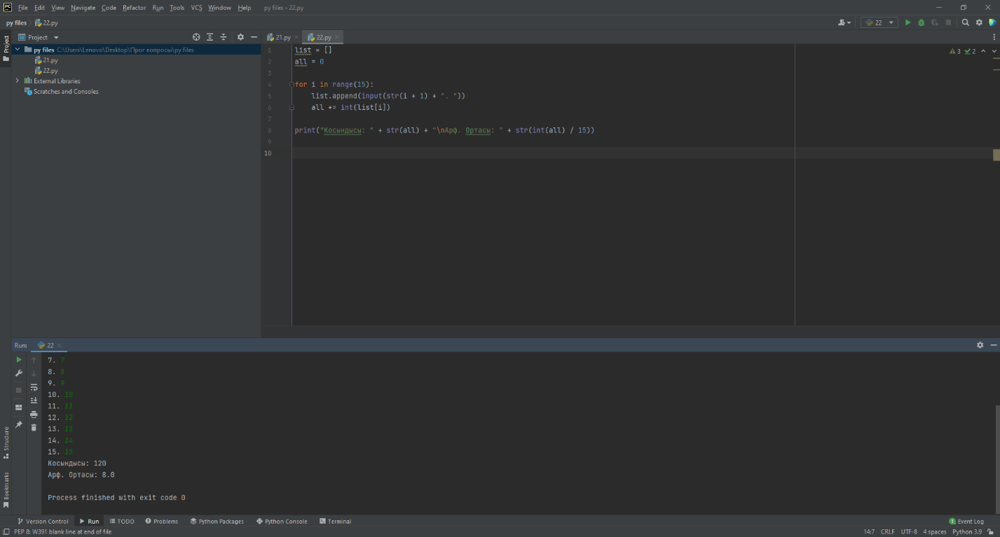 PC File Edit View Navigate Code Refactor Run Tools VCS Window Help py files - 22.py
py files 22.py 22
Project Project 21.py 22.py
py files C:\Users\Lenovo\Desktop\Прог вопросы\py files
21.py
22.py
External Libraries
Scratches and Consoles
1 list = [] 3 2
2 all = 0
3
4 for i in range(15):
5 list.append(input(str(i + 1) + ". "))
6 all += int(list[i])
7
8 print("Косындысы: " + str(all) + "\nАрф. Ортасы: " + str(int(all) / 15))
9
10
Run: 22
7. 7
8. 8
9. 9
10. 10
11. 11
12. 12
13. 13
14. 14
15. 15
Косындысы: 120
Арф. Ортасы: 8.0
Process finished with exit code 0
Structure
Bookmarks
Version Control Run TODO Problems Python Packages Python Console Terminal 1 Event Log
PEP 8: W391 blank line at end of file 14:7 CRLF UTF-8 4 spaces Python 3.9